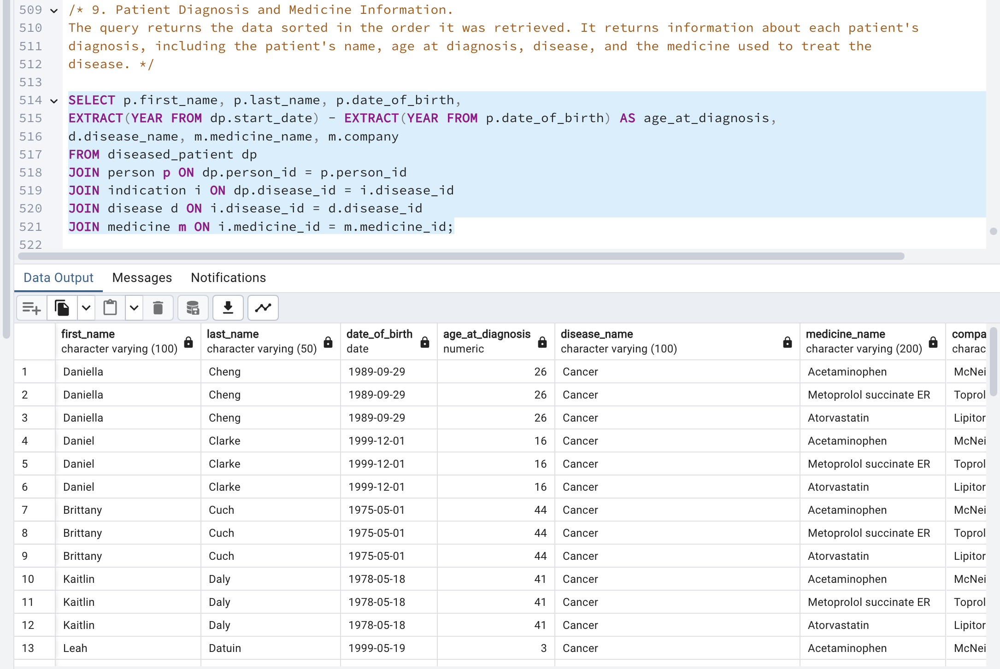 509 /* 9. Patient Diagnosis and Medicine Information.
510 The query returns the data sorted in the order it was retrieved. It returns information about each patient's
511 diagnosis, including the patient's name, age at diagnosis, disease, and the medicine used to treat the
512 disease. */
513
514 SELECT p.first_name, p.last_name, p.date_of_birth,
515 EXTRACT(YEAR FROM dp.start_date) - EXTRACT(YEAR FROM p.date_of_birth) AS age_at_diagnosis,
516 d.disease_name, m.medicine_name, m.company
517 FROM diseased_patient dp
518 JOIN person p ON dp.person_id = p.person_id
519 JOIN indication i ON dp.disease_id = i.disease_id
520 JOIN disease d ON i.disease_id = d.disease_id
521 JOIN medicine m ON i.medicine_id = m.medicine_id;
522
Data Output Messages Notifications
first_name last_name date_of_birth age_at_diagnosis disease_name medicine_name compa
character varying (100) character varying (50) date numeric character varying (100) character varying (200) charac
1 Daniella Cheng 1989-09-29 26 Cancer Acetaminophen McNei
2 Daniella Cheng 1989-09-29 26 Cancer Metoprolol succinate ER Toprol
3 Daniella Cheng 1989-09-29 26 Cancer Atorvastatin Lipitor
4 Daniel Clarke 1999-12-01 16 Cancer Acetaminophen McNei
5 Daniel Clarke 1999-12-01 16 Cancer Metoprolol succinate ER Toprol
6 Daniel Clarke 1999-12-01 16 Cancer Atorvastatin Lipitor
7 Brittany Cuch 1975-05-01 44 Cancer Acetaminophen McNei
8 Brittany Cuch 1975-05-01 44 Cancer Metoprolol succinate ER Toprol
9 Brittany Cuch 1975-05-01 44 Cancer Atorvastatin Lipitor
10 Kaitlin Daly 1978-05-18 41 Cancer Acetaminophen McNei
11 Kaitlin Daly 1978-05-18 41 Cancer Metoprolol succinate ER Toprol
12 Kaitlin Daly 1978-05-18 41 Cancer Atorvastatin Lipitor
13 Leah Datuin 1999-05-19 3 Cancer Acetaminophen McNei